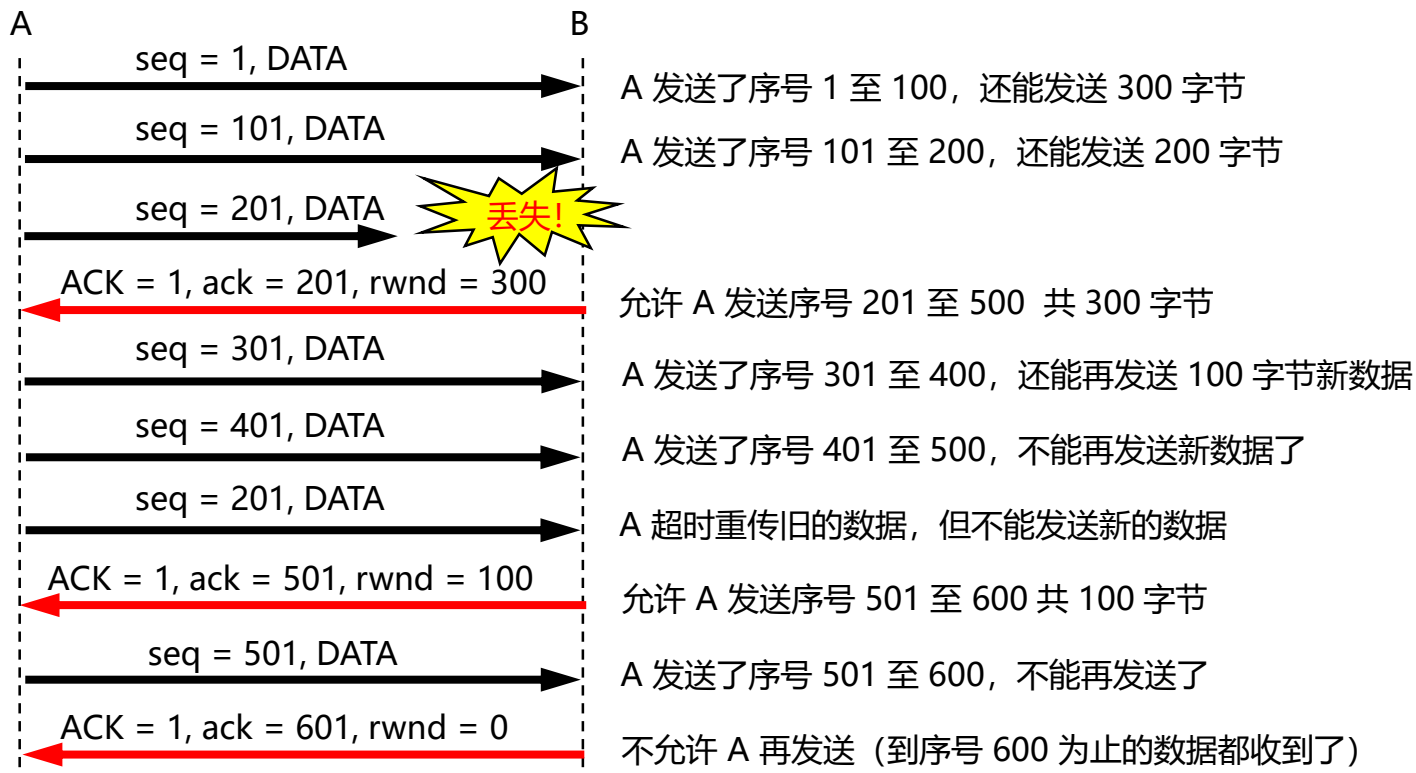 A
B
seq = 1, DATA
A 发送了序号 1 至 100，还能发送 300 字节
seq = 101, DATA
A 发送了序号 101 至 200，还能发送 200 字节
seq = 201, DATA
丢失！
ACK = 1, ack = 201, rwnd = 300
允许 A 发送序号 201 至 500 共 300 字节
seq = 301, DATA
A 发送了序号 301 至 400，还能再发送 100 字节新数据
seq = 401, DATA
A 发送了序号 401 至 500，不能再发送新数据了
seq = 201, DATA
A 超时重传旧的数据，但不能发送新的数据
ACK = 1, ack = 501, rwnd = 100
允许 A 发送序号 501 至 600 共 100 字节
seq = 501, DATA
A 发送了序号 501 至 600，不能再发送了
ACK = 1, ack = 601, rwnd = 0
不允许 A 再发送（到序号 600 为止的数据都收到了）